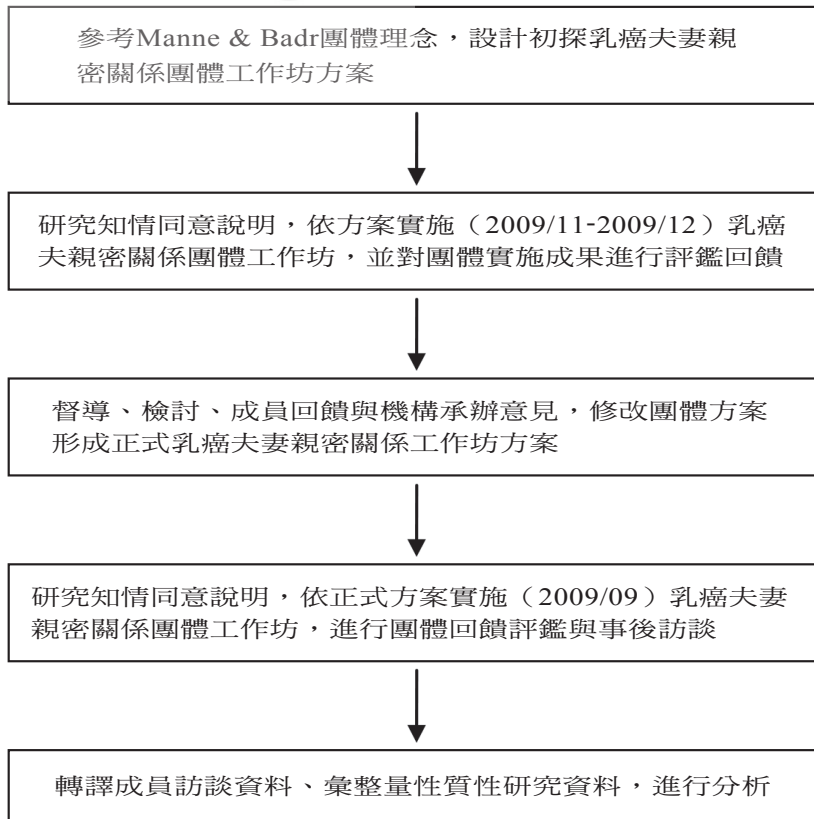 參考Manne & Badr團體理念，設計初探乳癌夫妻親
密關係團體工作坊方案
研究知情同意說明，依方案實施（2009/11-2009/12）乳癌
夫親密關係團體工作坊，並對團體實施成果進行評鑑回饋
督導、檢討、成員回饋與機構承辦意見，修改團體方案
形成正式乳癌夫妻親密關係工作坊方案
研究知情同意說明，依正式方案實施（2009/09）乳癌夫妻
親密關係團體工作坊，進行團體回饋評鑑與事後訪談
轉譯成員訪談資料、彙整量性質性研究資料，進行分析